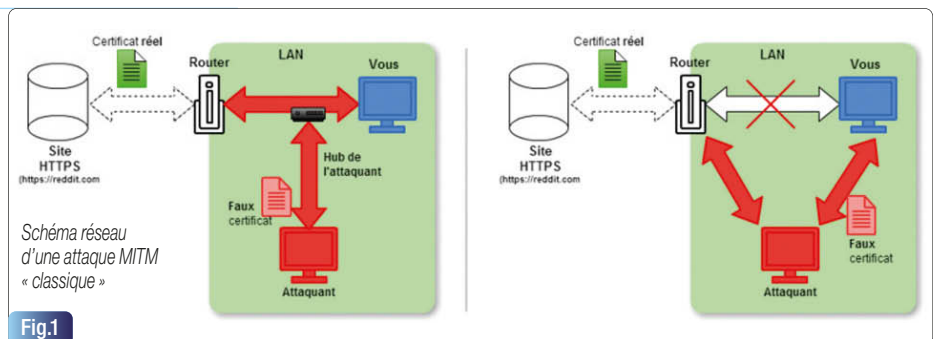 Certificat réel
LAN
Router
Vous
Site
HTTPS
(https://reddit.com
Hub de
l'attaquant
Faux
certificat
Attaquant
Schéma réseau
d'une attaque MITM
« classique »
Fig.1
Certificat réel
LAN
Router
Vous
Site
HTTPS
(https://reddit.com
Faux
certificat
Attaquant